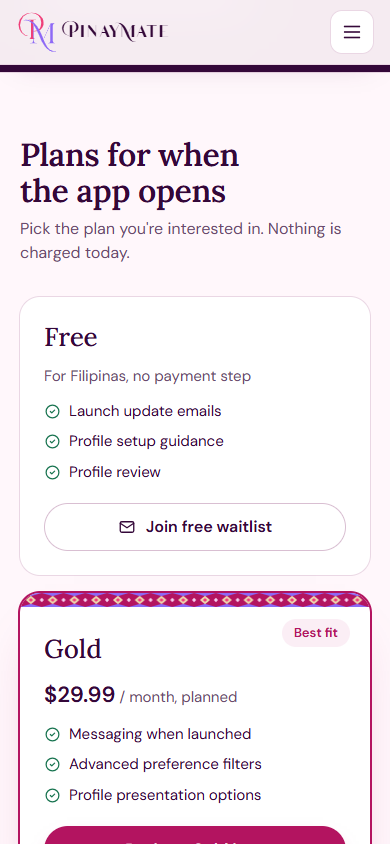 PM PINAYMATE
Plans for when
the app opens
Pick the plan you're interested in. Nothing is
charged today.
Free
For Filipinas, no payment step
Launch update emails
Profile setup guidance
Profile review
Join free waitlist
Best fit
Gold
$29.99 / month, planned
Messaging when launched
Advanced preference filters
Profile presentation options